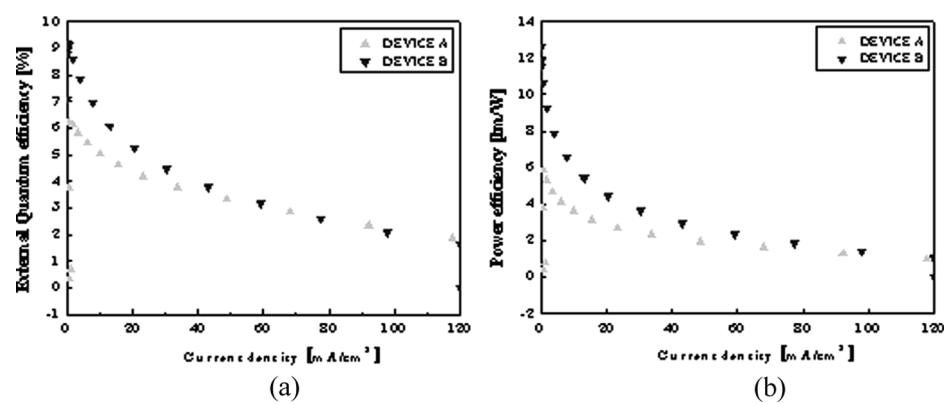 10
9
8
7
6
5
4
3
2
1
0
-1
External Quantum efficiency [%]
DEVICE A
DEVICE B
0 20 40 60 80 100 120
Current density [mA/cm²]
(a)
14
12
10
8
6
4
2
0
-2
Power efficiency [lm/W]
DEVICE A
DEVICE B
0 20 40 60 80 100 120
Current density [mA/cm²]
(b)